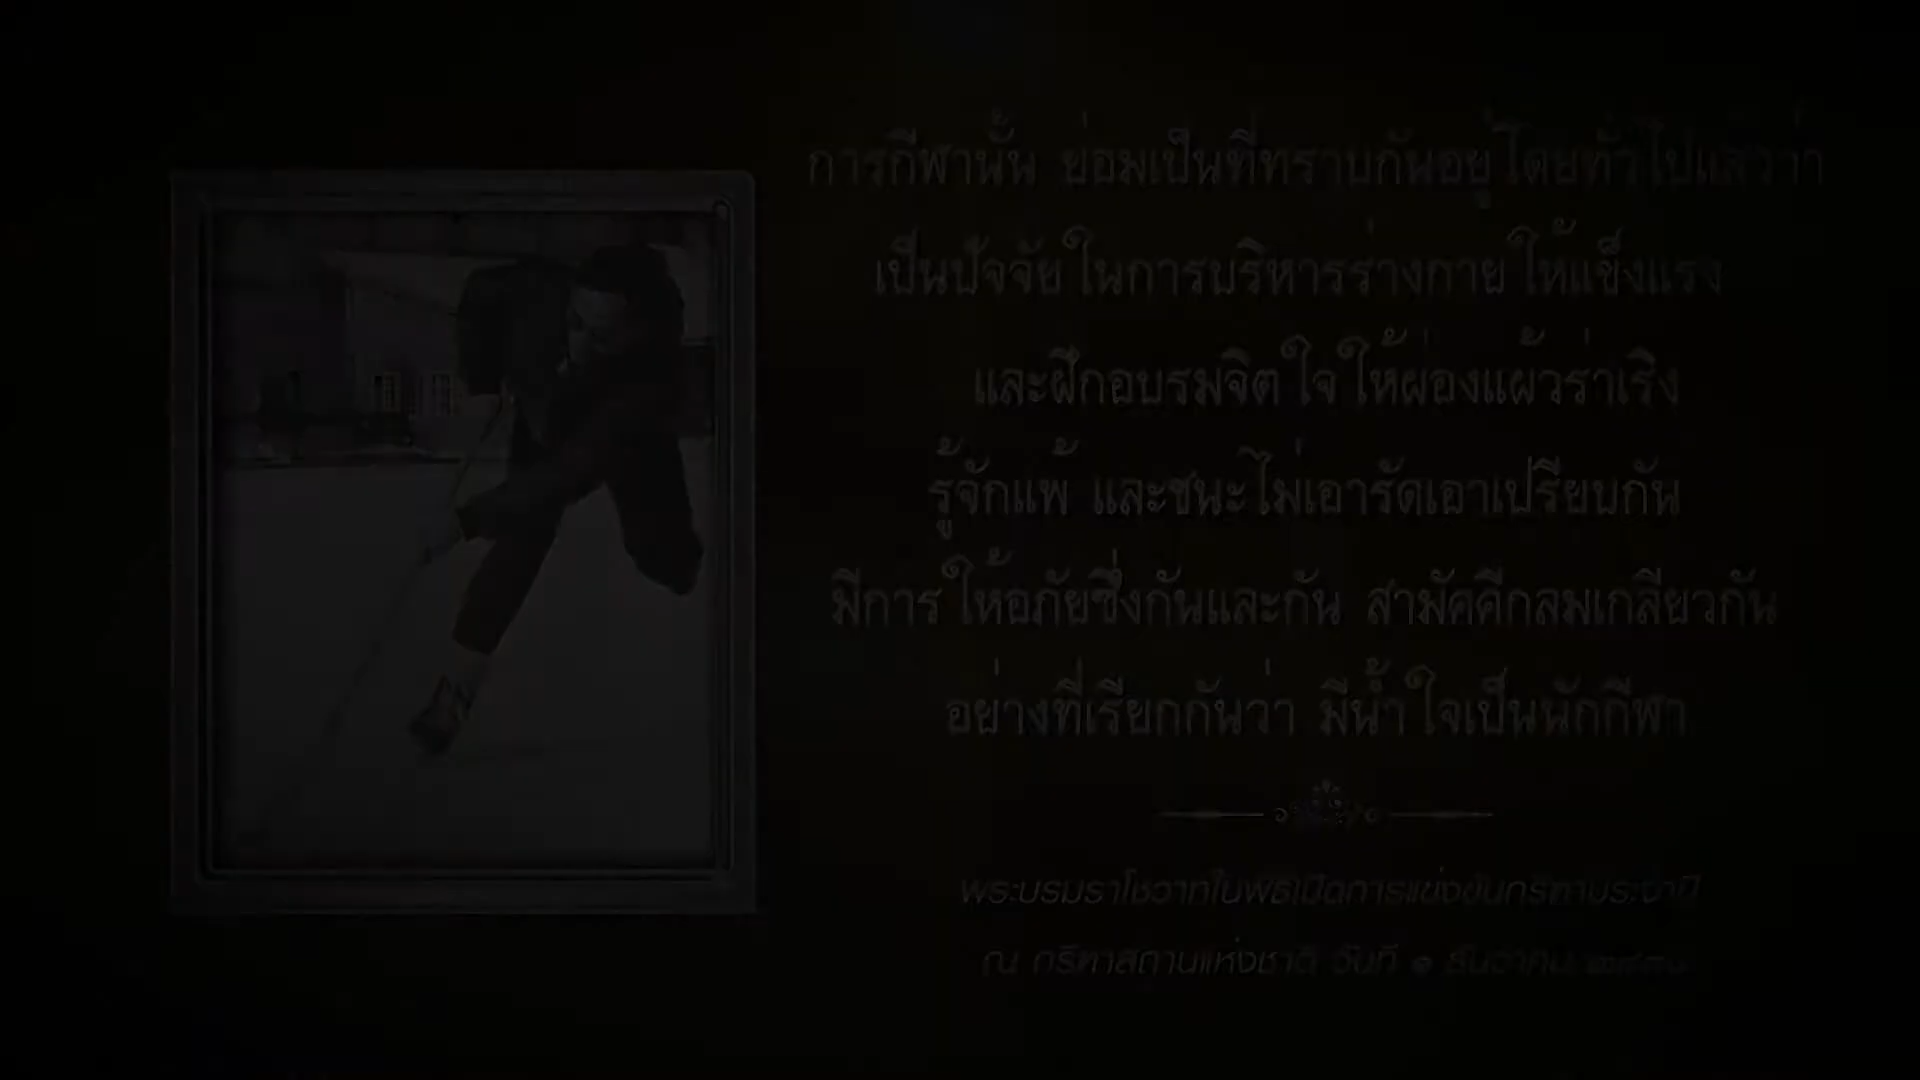 การกีฬานั้น ย่อมเป็นที่ทราบกันอยู่โดยทั่วไปแล้วว่า
เป็นปัจจัยในการบริหารร่างกายให้แข็งแรง
และฝึกอบรมจิตใจให้ผ่องแผ้วร่าเริง
รู้จักแพ้ และชนะไม่เอารัดเอาเปรียบกัน
มีการให้อภัยซึ่งกันและกัน สามัคคีกลมเกลียวกัน
อย่างที่เรียกกันว่า มีน้ำใจเป็นนักกีฬา
พระบรมราโชวาทในพิธีเปิดการแข่งขันกรีฑาประจำปี
ณ กรีฑาสถานแห่งชาติ วันที่ ๑ ธันวาคม